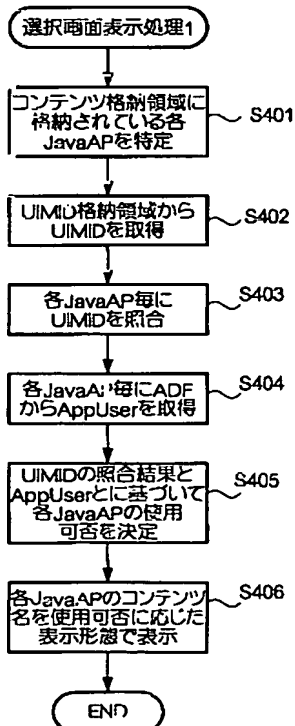 選択画面表示処理1
コンテンツ格納領域に
格納されている各
JavaAPを特定
S401
UIMID格納領域から
UIMIDを取得
S402
各JavaAP毎に
UIMIDを照合
S403
各JavaAP毎にADF
からAppUserを取得
S404
UIMIDの照合結果と
AppUserとに基づいて
各JavaAPの使用
可否を決定
S405
各JavaAPのコンテンツ
名を使用可否に応じた
表示形態で表示
S406
END